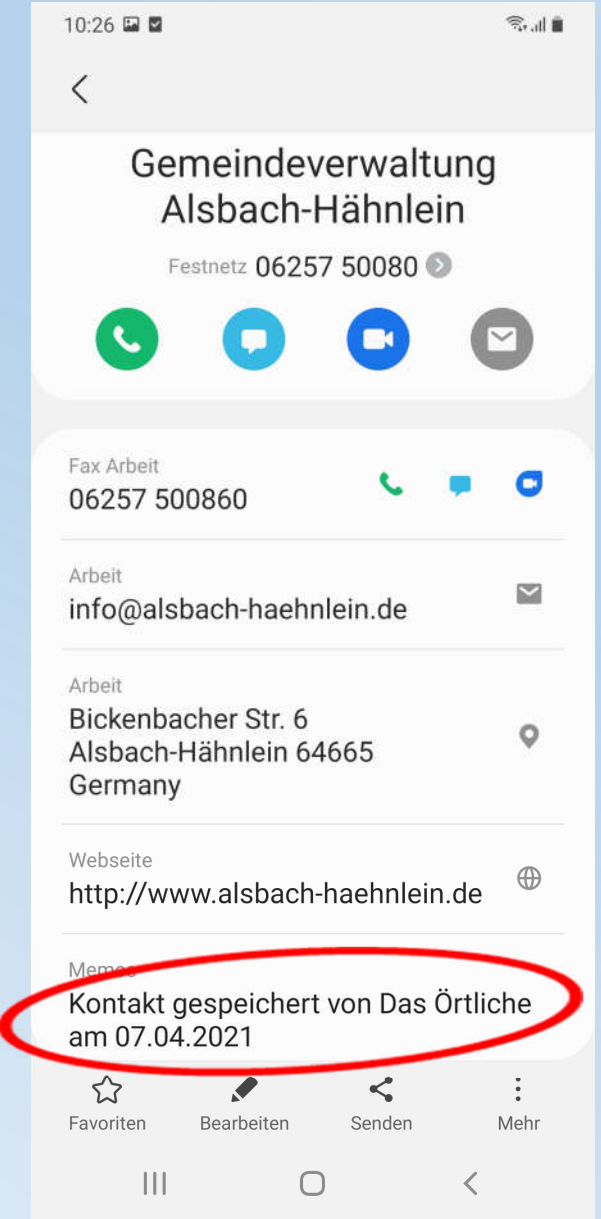 10:26
Gemeindeverwaltung
Alsbach-Hähnlein
Festnetz 06257 50080
Fax Arbeit
06257 500860
Arbeit
info@alsbach-haehnlein.de
Arbeit
Bickenbacher Str. 6
Alsbach-Hähnlein 64665
Germany
Webseite
http://www.alsbach-haehnlein.de
Memos
Kontakt gespeichert von Das Örtliche
am 07.04.2021
Favoriten Bearbeiten Senden Mehr